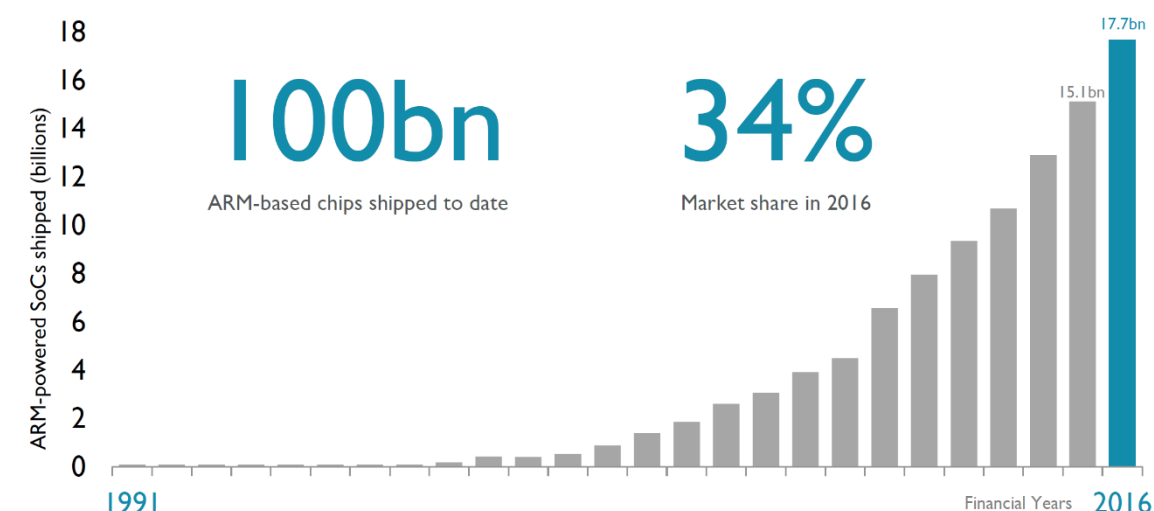 18
17.7bn
16
15.1bn
14
12
10
8
6
4
2
0
ARM-powered SoCs shipped (billions)
100bn
ARM-based chips shipped to date
34%
Market share in 2016
1991
Financial Years
2016